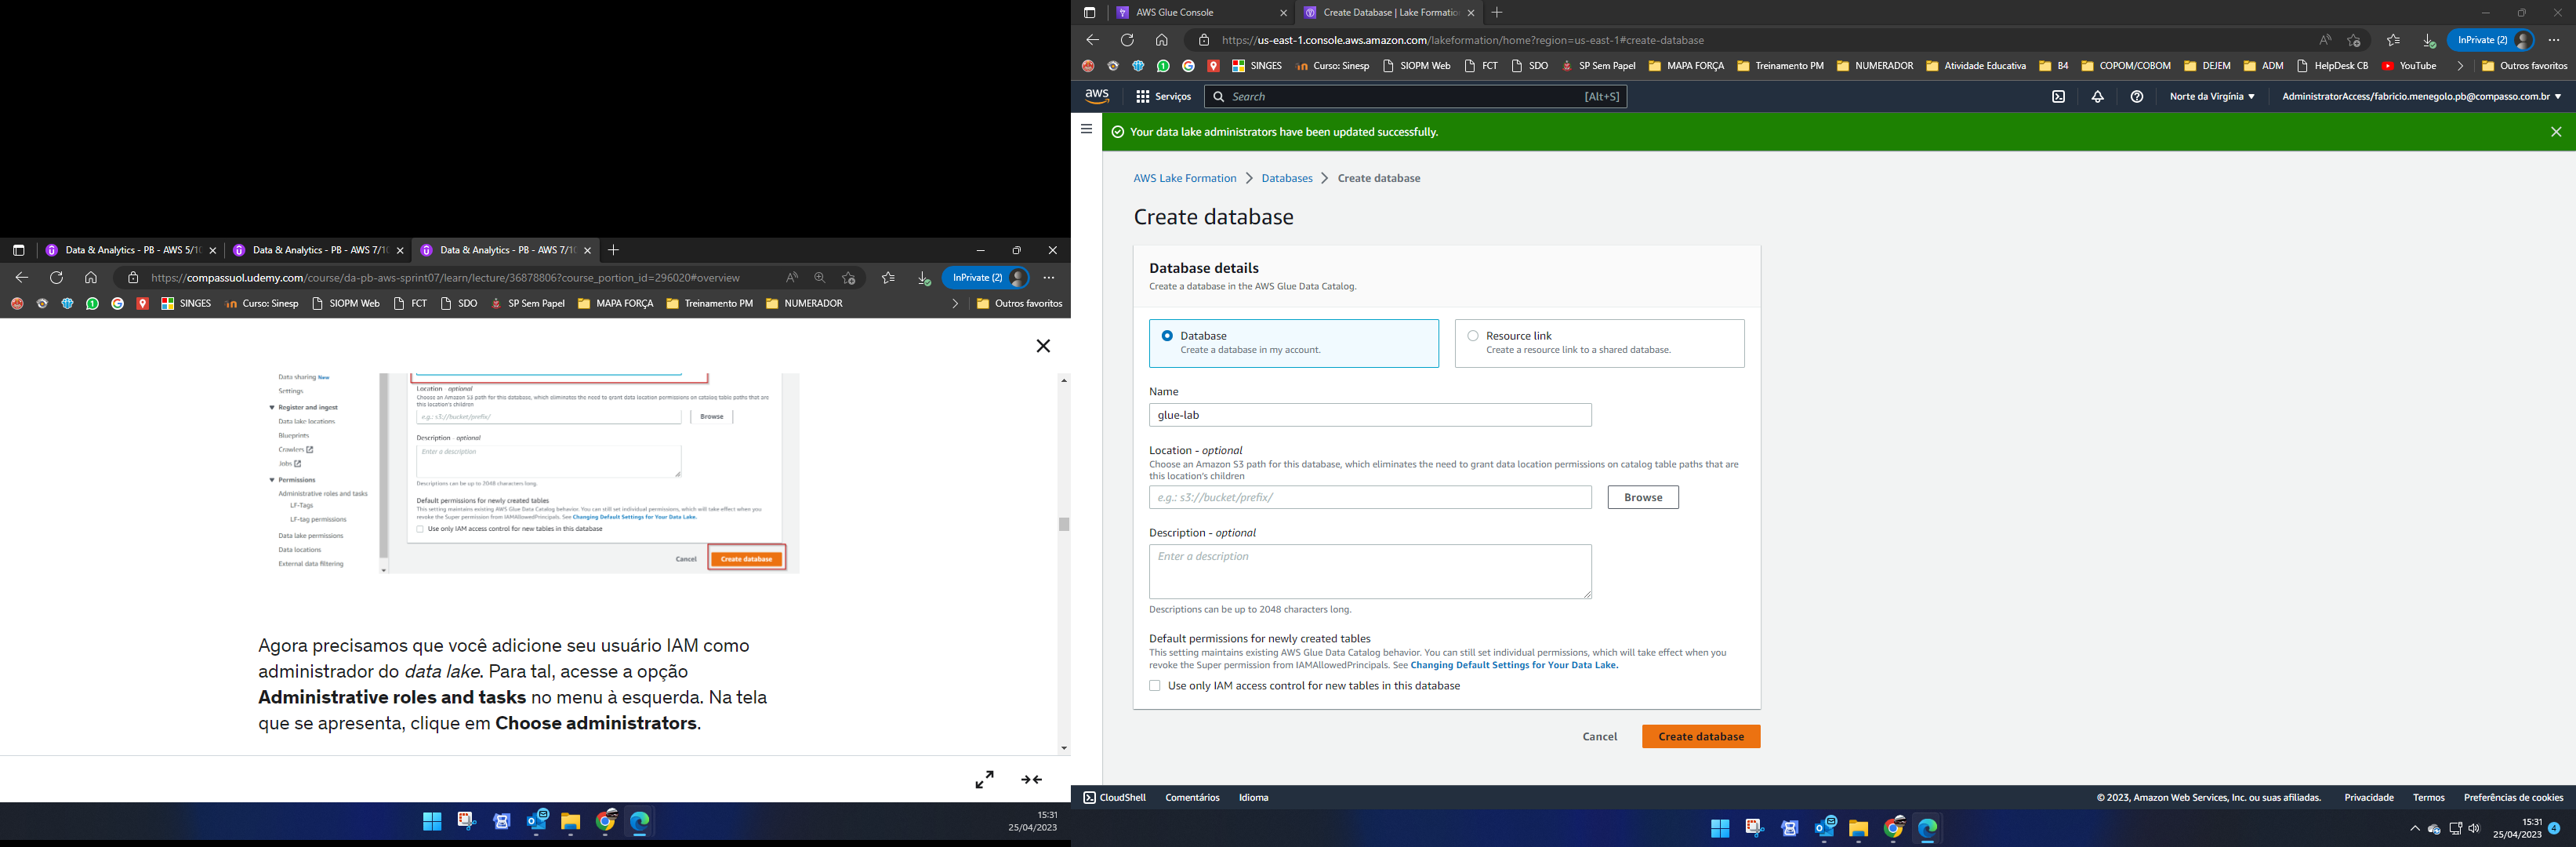 Data & Analytics - PB - AWS 5/1
Data & Analytics - PB - AWS 7/1
Data & Analytics - PB - AWS 7/1
https://compassuol.udemy.com/course/da-pb-aws-sprint07/learn/lecture/36878806?course_portion_id=296020#overview
InPrivate (2)
SINGES
Curso: Sinesp
SIOPM Web
FCT
SDO
SP Sem Papel
MAPA FORÇA
Treinamento PM
NUMERADOR
Outros favoritos
Data sharing New
Settings
Register and ingest
Data lake locations
Blueprints
Crawlers
Jobs
Permissions
Administrative roles and tasks
LF-Tags
LF-tag permissions
Data lake permissions
Data locations
External data filtering
Location - optional
Choose an Amazon S3 path for this database, which eliminates the need to grant data location permissions on catalog table paths that are
this location's children
e.g.: s3://bucket/prefix/
Browse
Description - optional
Enter a description
Descriptions can be up to 2048 characters long.
Default permissions for newly created tables
This setting maintains existing AWS Glue Data Catalog behavior. You can still set individual permissions, which will take effect when you
revoke the Super permission from IAMAllowedPrincipals. See Changing Default Settings for Your Data Lake.
Use only IAM access control for new tables in this database
Cancel
Create database
Agora precisamos que você adicione seu usuário IAM como
administrador do data lake. Para tal, acesse a opção
Administrative roles and tasks no menu à esquerda. Na tela
que se apresenta, clique em Choose administrators.
15:31
25/04/2023
AWS Glue Console
Create Database | Lake Formatio
https://us-east-1.console.aws.amazon.com/lakeformation/home?region=us-east-1#create-database
InPrivate (2)
SINGES
Curso: Sinesp
SIOPM Web
FCT
SDO
SP Sem Papel
MAPA FORÇA
Treinamento PM
NUMERADOR
Atividade Educativa
B4
COPOM/COBOM
DEJEM
ADM
HelpDesk CB
YouTube
Outros favoritos
aws
Serviços
Search
[Alt+S]
Norte da Virgínia
AdministratorAccess/fabricio.menegolo.pb@compasso.com.br
Your data lake administrators have been updated successfully.
AWS Lake Formation
Databases
Create database
Create database
Database details
Create a database in the AWS Glue Data Catalog.
Database
Create a database in my account.
Resource link
Create a resource link to a shared database.
Name
glue-lab
Location - optional
Choose an Amazon S3 path for this database, which eliminates the need to grant data location permissions on catalog table paths that are
this location's children
e.g.: s3://bucket/prefix/
Browse
Description - optional
Enter a description
Descriptions can be up to 2048 characters long.
Default permissions for newly created tables
This setting maintains existing AWS Glue Data Catalog behavior. You can still set individual permissions, which will take effect when you
revoke the Super permission from IAMAllowedPrincipals. See Changing Default Settings for Your Data Lake.
Use only IAM access control for new tables in this database
Cancel
Create database
CloudShell
Comentários
Idioma
© 2023, Amazon Web Services, Inc. ou suas afiliadas.
Privacidade
Termos
Preferências de cookies
15:31
25/04/2023
4